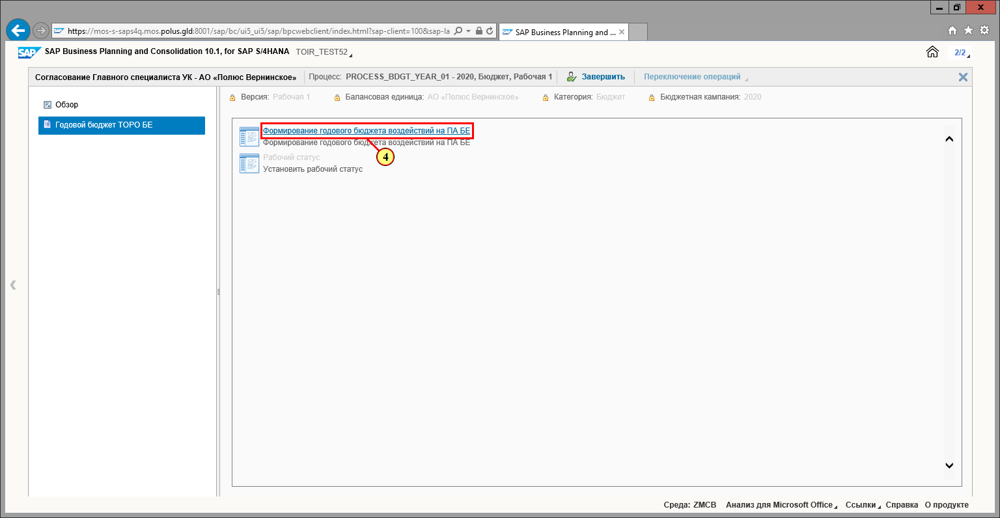 https://mos-s-saps4q.mos.polus.gld:8001/sap/bc/ui5_ui5/sap/bpcwebclient/index.html?sap-client=100&sap-la
SAP Business Planning and ...
SAP
SAP Business Planning and Consolidation 10.1, for SAP S/4HANA TOIR_TEST52
2/2
Согласование Главного специалиста УК - АО «Полюс Вернинское» Процесс: PROCESS_BDGT_YEAR_01 - 2020, Бюджет, Рабочая 1 Завершить Переключение операций
Обзор
Годовой бюджет ТОРО БЕ
Версия: Рабочая 1 Балансовая единица: АО «Полюс Вернинское» Категория: Бюджет Бюджетная кампания: 2020
Формирование годового бюджета воздействий на ПА БЕ
Формирование годового бюджета воздействий на ПА БЕ
4
Рабочий статус
Установить рабочий статус
Среда: ZMCB Анализ для Microsoft Office Ссылки Справка О продукте